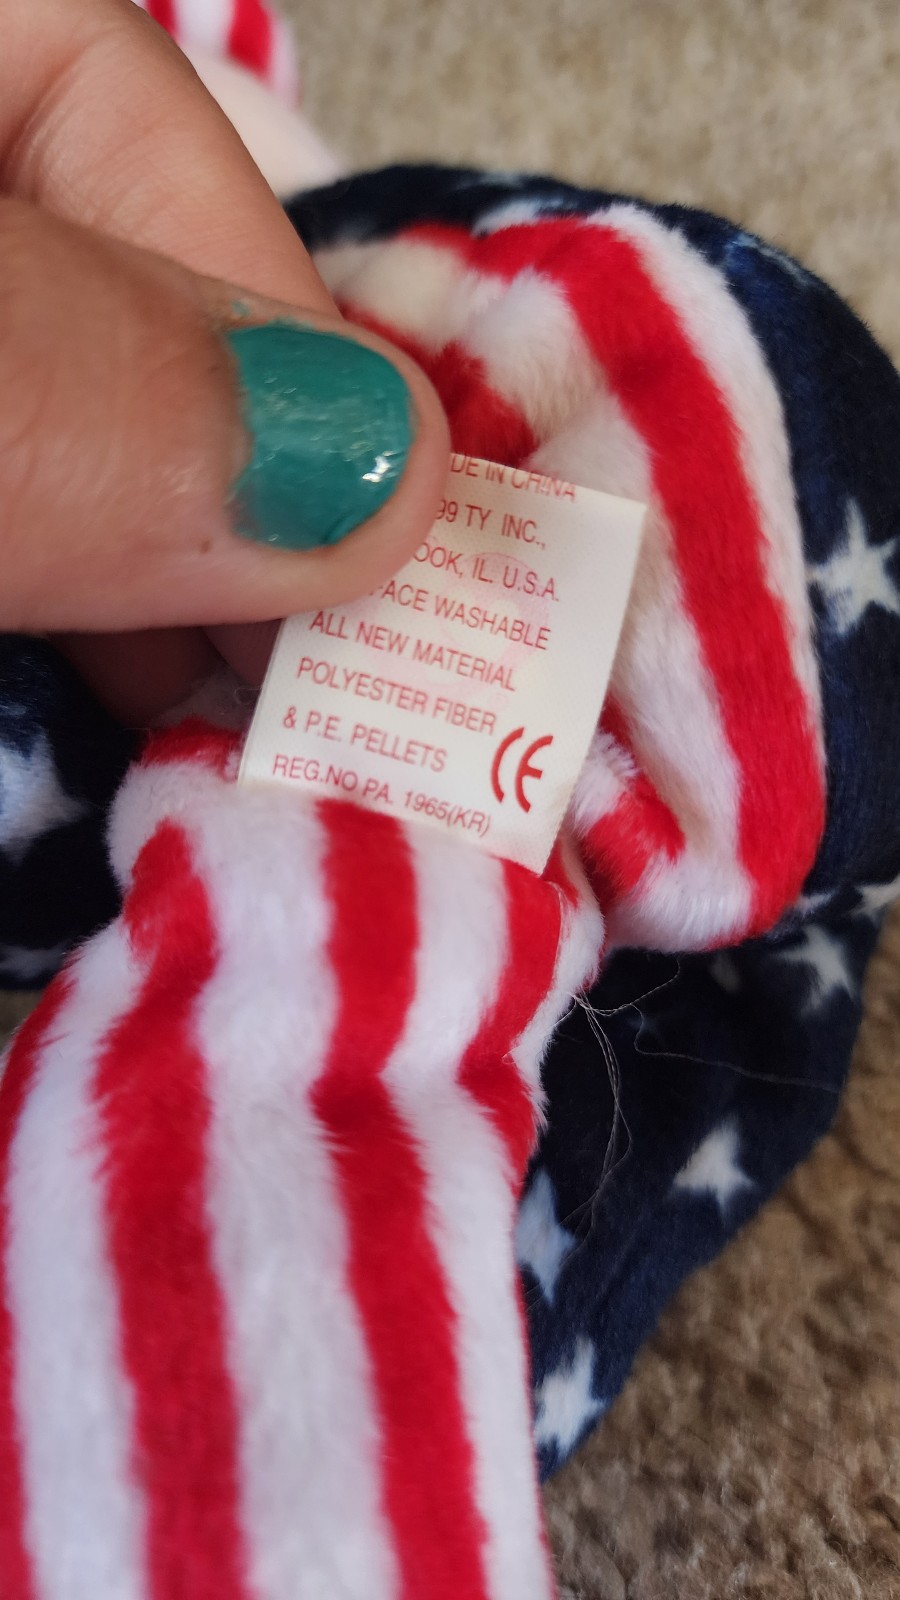 DE IN CHINA
99 TY INC.,
OOK, IL. U.S.A.
FACE WASHABLE
ALL NEW MATERIAL
POLYESTER FIBER
& P.E. PELLETS
CE
REG.NO PA. 1965(KR)